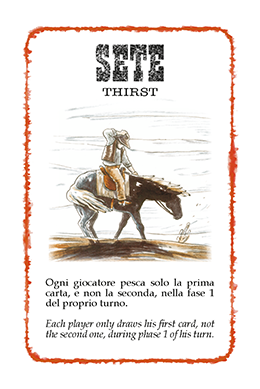 SETE
THIRST
Ogni giocatore pesca solo la prima
carta, e non la seconda, nella fase 1
del proprio turno.
Each player only draws his first card, not
the second one, during phase 1 of his turn.